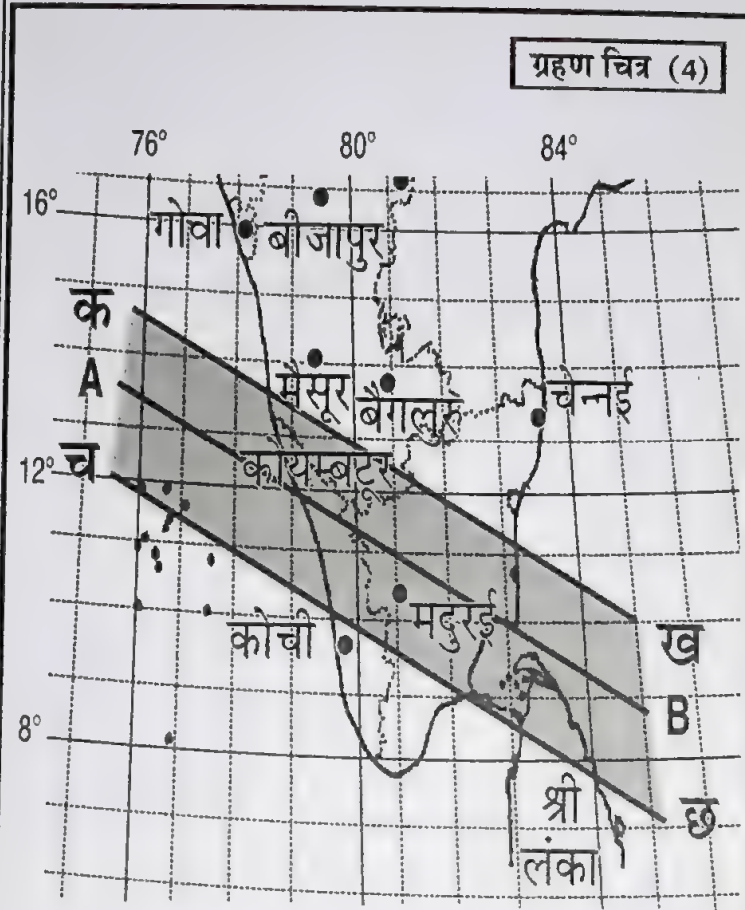 ग्रहण चित्र (4)
76° 80° 84°
16°
गोवा बीजापुर
क
मैसूर बैंगलुरु चेन्नई
A
12° च कोयम्बटूर
मदुरई
कोची ख
B
8°
श्री
लंका
छ